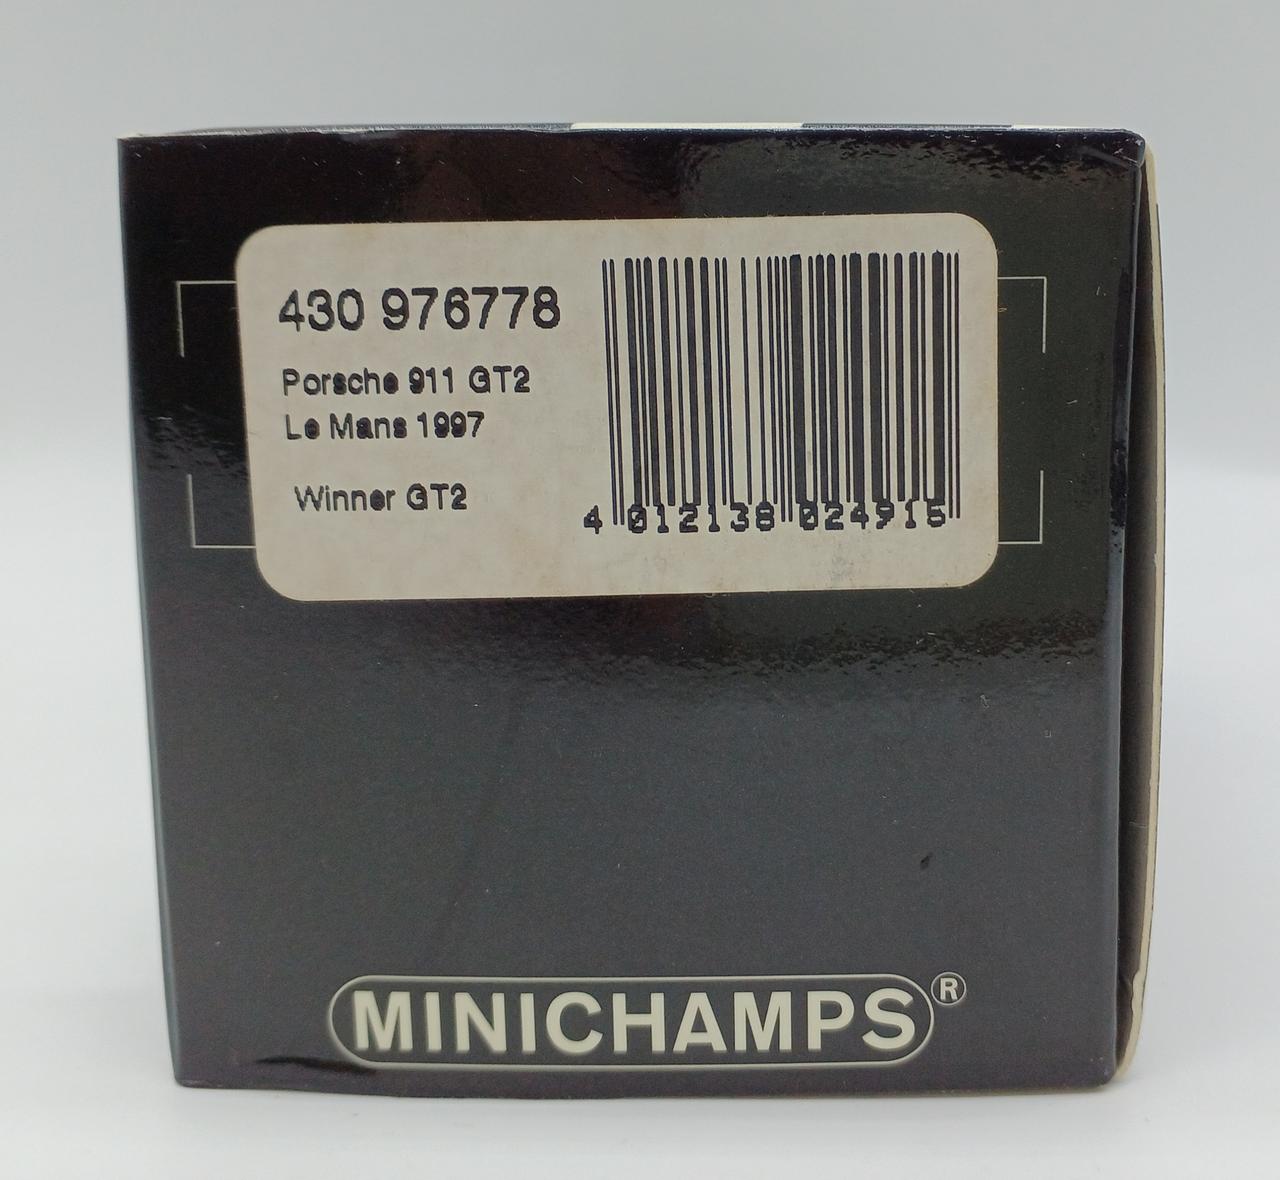 430 976778
Porsche 911 GT2
Le Mans 1997
Winner GT2
4 012138 024915
MINICHAMPS®